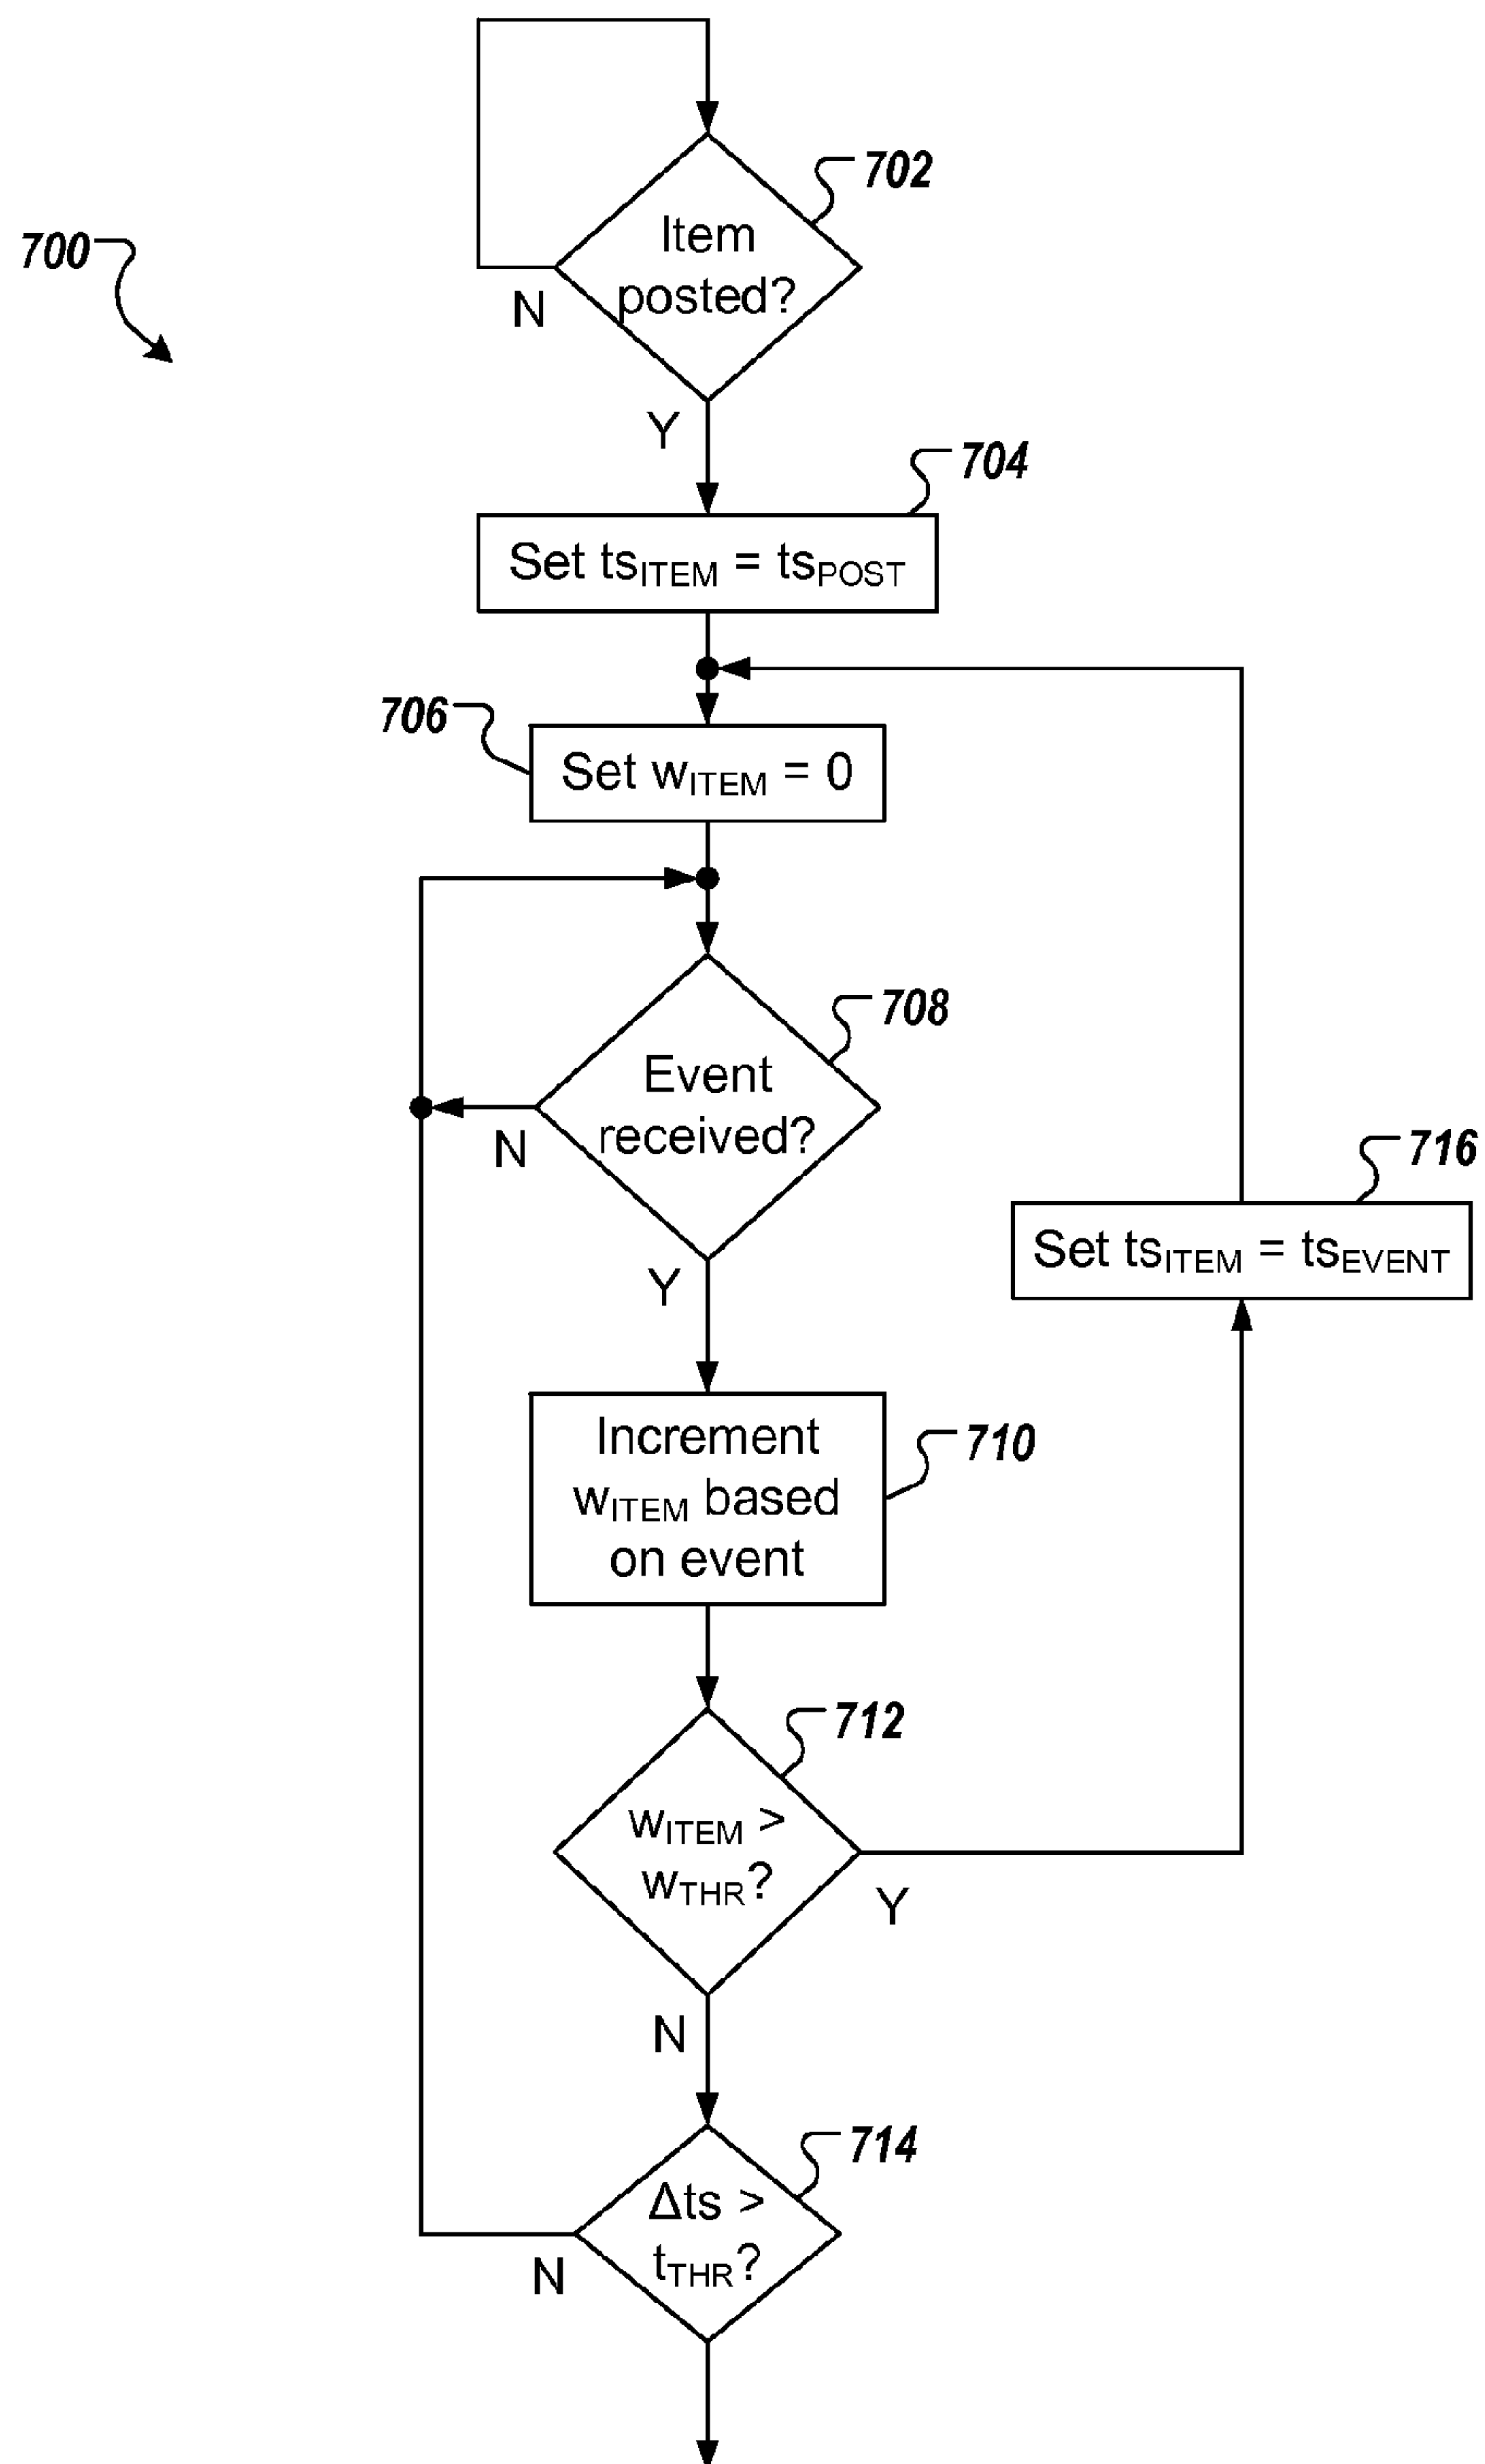 700
702
Item
posted?
N
Y
704
Set tsITEM = tsPOST
706
Set wITEM = 0
708
Event
received?
N
Y
716
Set tsITEM = tsEVENT
710
Increment
wITEM based
on event
712
wITEM >
wTHR?
Y
N
714
Δts >
tTHR?
N